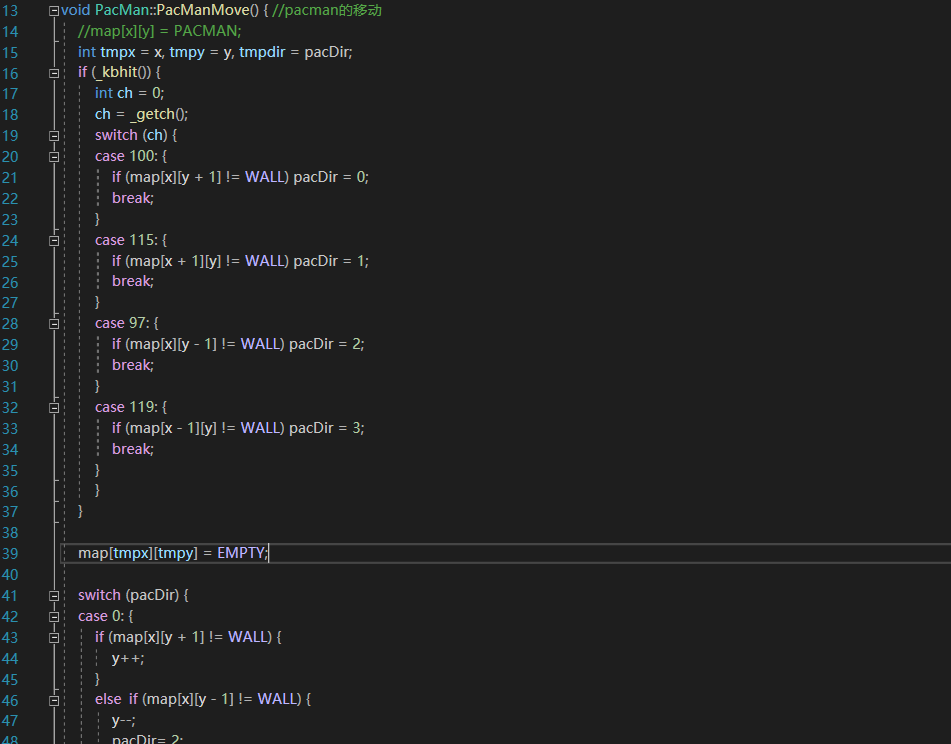 13 void PacMan::PacManMove() { //pacman的移动
14 //map[x][y] = PACMAN;
15 int tmpx = x, tmpy = y, tmpdir = pacDir;
16 if (_kbhit()) {
17 int ch = 0;
18 ch = _getch();
19 switch (ch) {
20 case 100: {
21 if (map[x][y + 1] != WALL) pacDir = 0;
22 break;
23 }
24 case 115: {
25 if (map[x + 1][y] != WALL) pacDir = 1;
26 break;
27 }
28 case 97: {
29 if (map[x][y - 1] != WALL) pacDir = 2;
30 break;
31 }
32 case 119: {
33 if (map[x - 1][y] != WALL) pacDir = 3;
34 break;
35 }
36 }
37 }
38
39 map[tmpx][tmpy] = EMPTY;
40
41 switch (pacDir) {
42 case 0: {
43 if (map[x][y + 1] != WALL) {
44 y++;
45 }
46 else if (map[x][y - 1] != WALL) {
47 y--;
48 pacDir= 2;